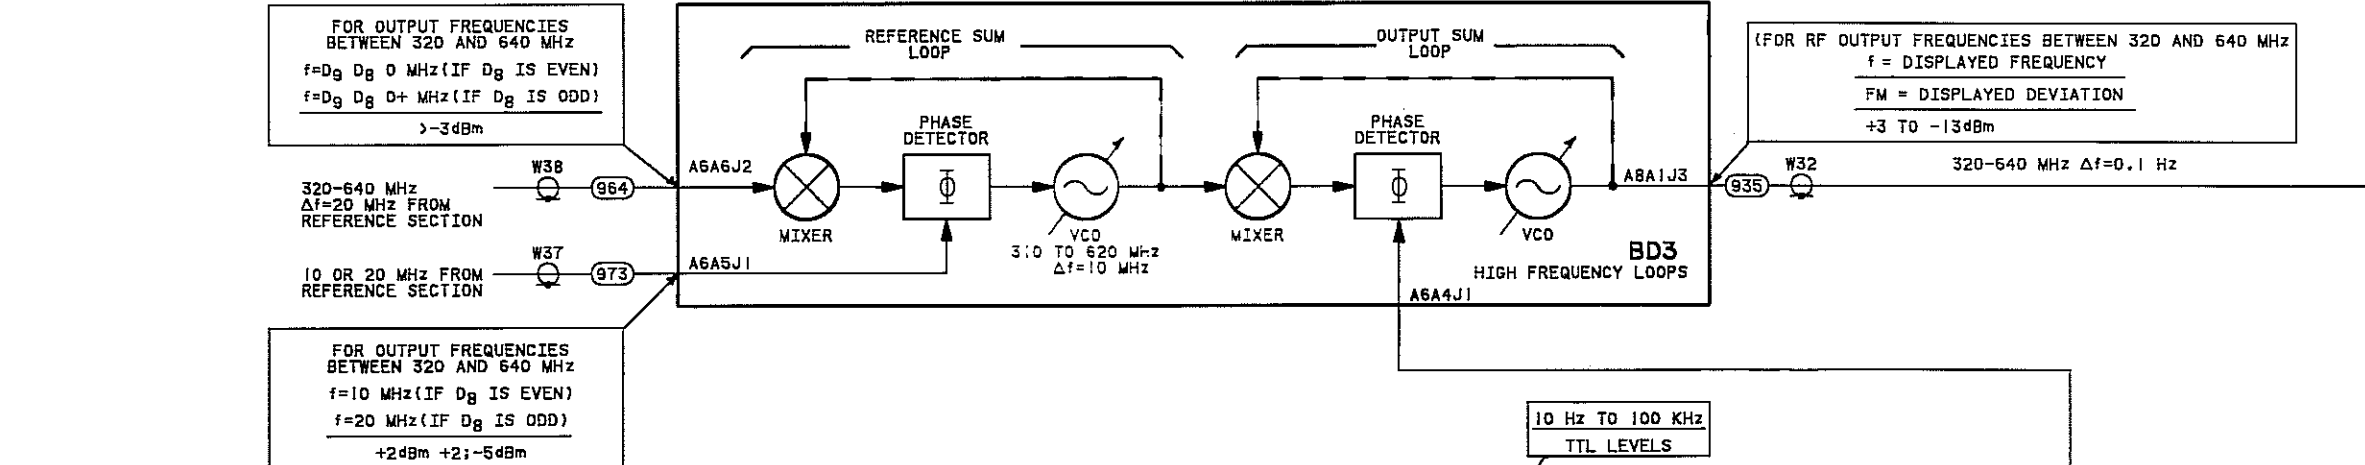 FOR OUTPUT FREQUENCIES
BETWEEN 320 AND 640 MHz
f=D9 D8 0 MHz(IF D8 IS EVEN)
f=D9 D8 0+ MHz(IF D8 IS ODD)
>-3dBm
REFERENCE SUM
LOOP
OUTPUT SUM
LOOP
(FOR RF OUTPUT FREQUENCIES BETWEEN 320 AND 640 MHz
f = DISPLAYED FREQUENCY
FM = DISPLAYED DEVIATION
+3 TO -13dBm
PHASE
DETECTOR
PHASE
DETECTOR
W38
964
A6A6J2
320-640 MHz
Δf=20 MHz FROM
REFERENCE SECTION
Φ
Φ
A8A1J3
935
W32
320-640 MHz Δf=0.1 Hz
MIXER
VCO
310 TO 620 MHz
Δf=10 MHz
MIXER
VCO
BD3
HIGH FREQUENCY LOOPS
W37
973
A6A5J1
10 OR 20 MHz FROM
REFERENCE SECTION
A6A4J1
FOR OUTPUT FREQUENCIES
BETWEEN 320 AND 640 MHz
f=10 MHz(IF D8 IS EVEN)
f=20 MHz(IF D8 IS ODD)
+2dBm +2;-5dBm
10 Hz TO 100 KHz
TTL LEVELS